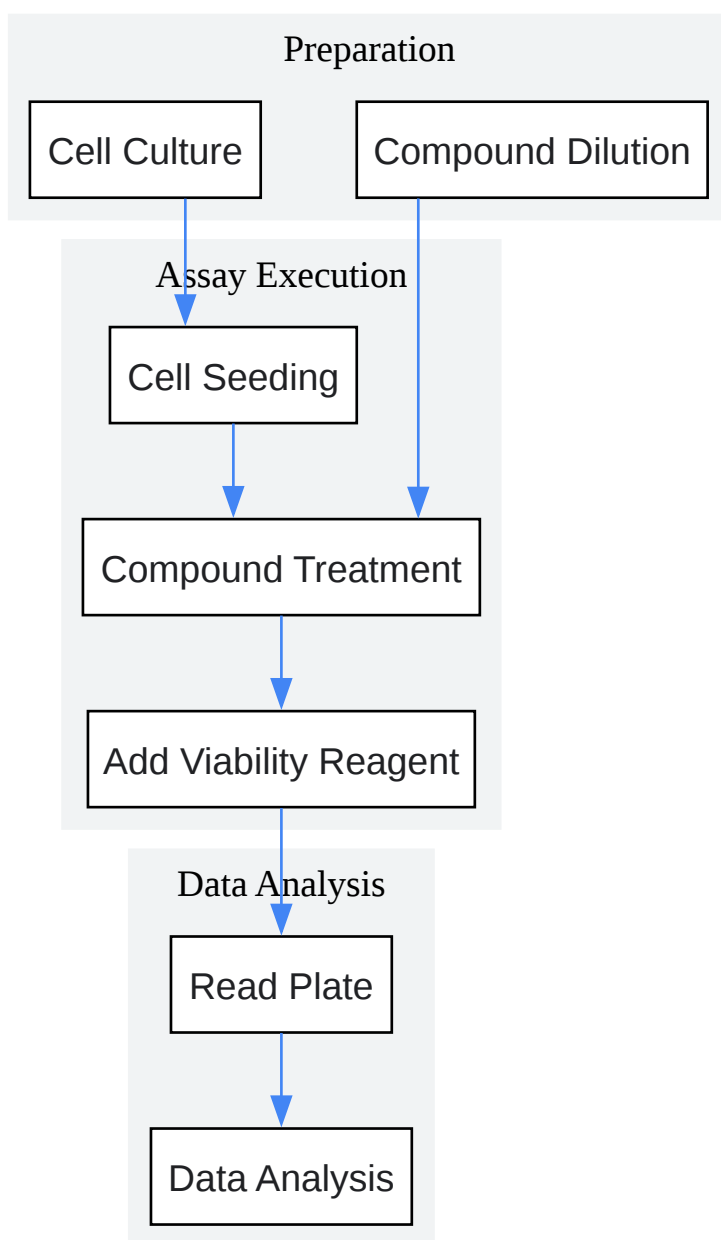 Preparation
Cell Culture
Compound Dilution
Assay Execution
Cell Seeding
Compound Treatment
Add Viability Reagent
Data Analysis
Read Plate
Data Analysis